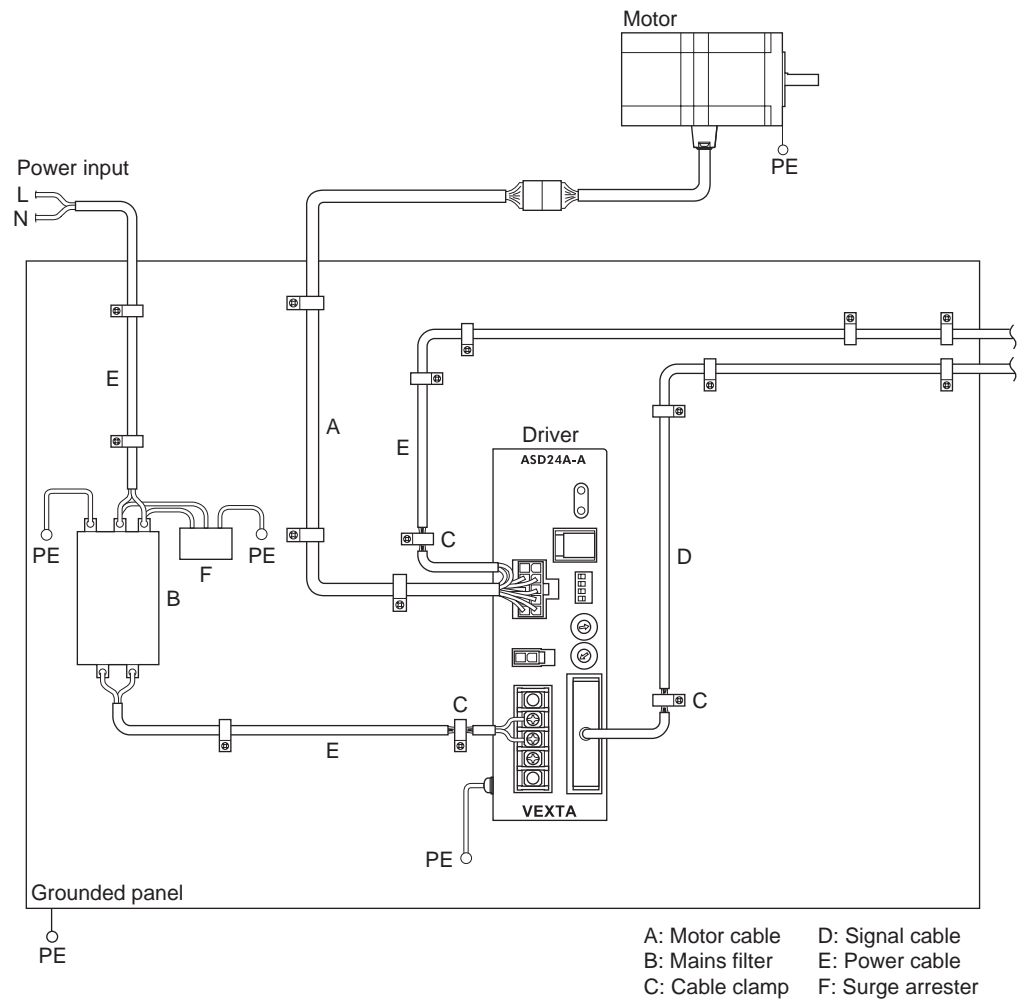 Motor
PE
Power input
L
N
E
A
E
Driver
ASD24A-A
C
D
PE
F
PE
B
C
E
C
VEXTA
PE
Grounded panel
PE
A: Motor cable D: Signal cable
B: Mains filter E: Power cable
C: Cable clamp F: Surge arrester